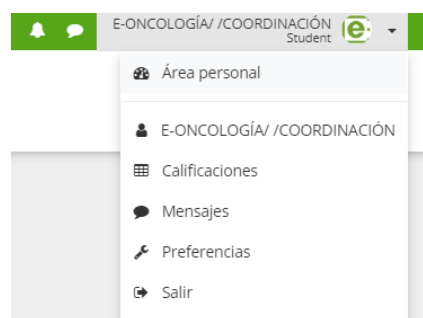 E-ONCOLOGÍA/ /COORDINACIÓN
Student
e
Área personal
E-ONCOLOGÍA/ /COORDINACIÓN
Calificaciones
Mensajes
Preferencias
Salir